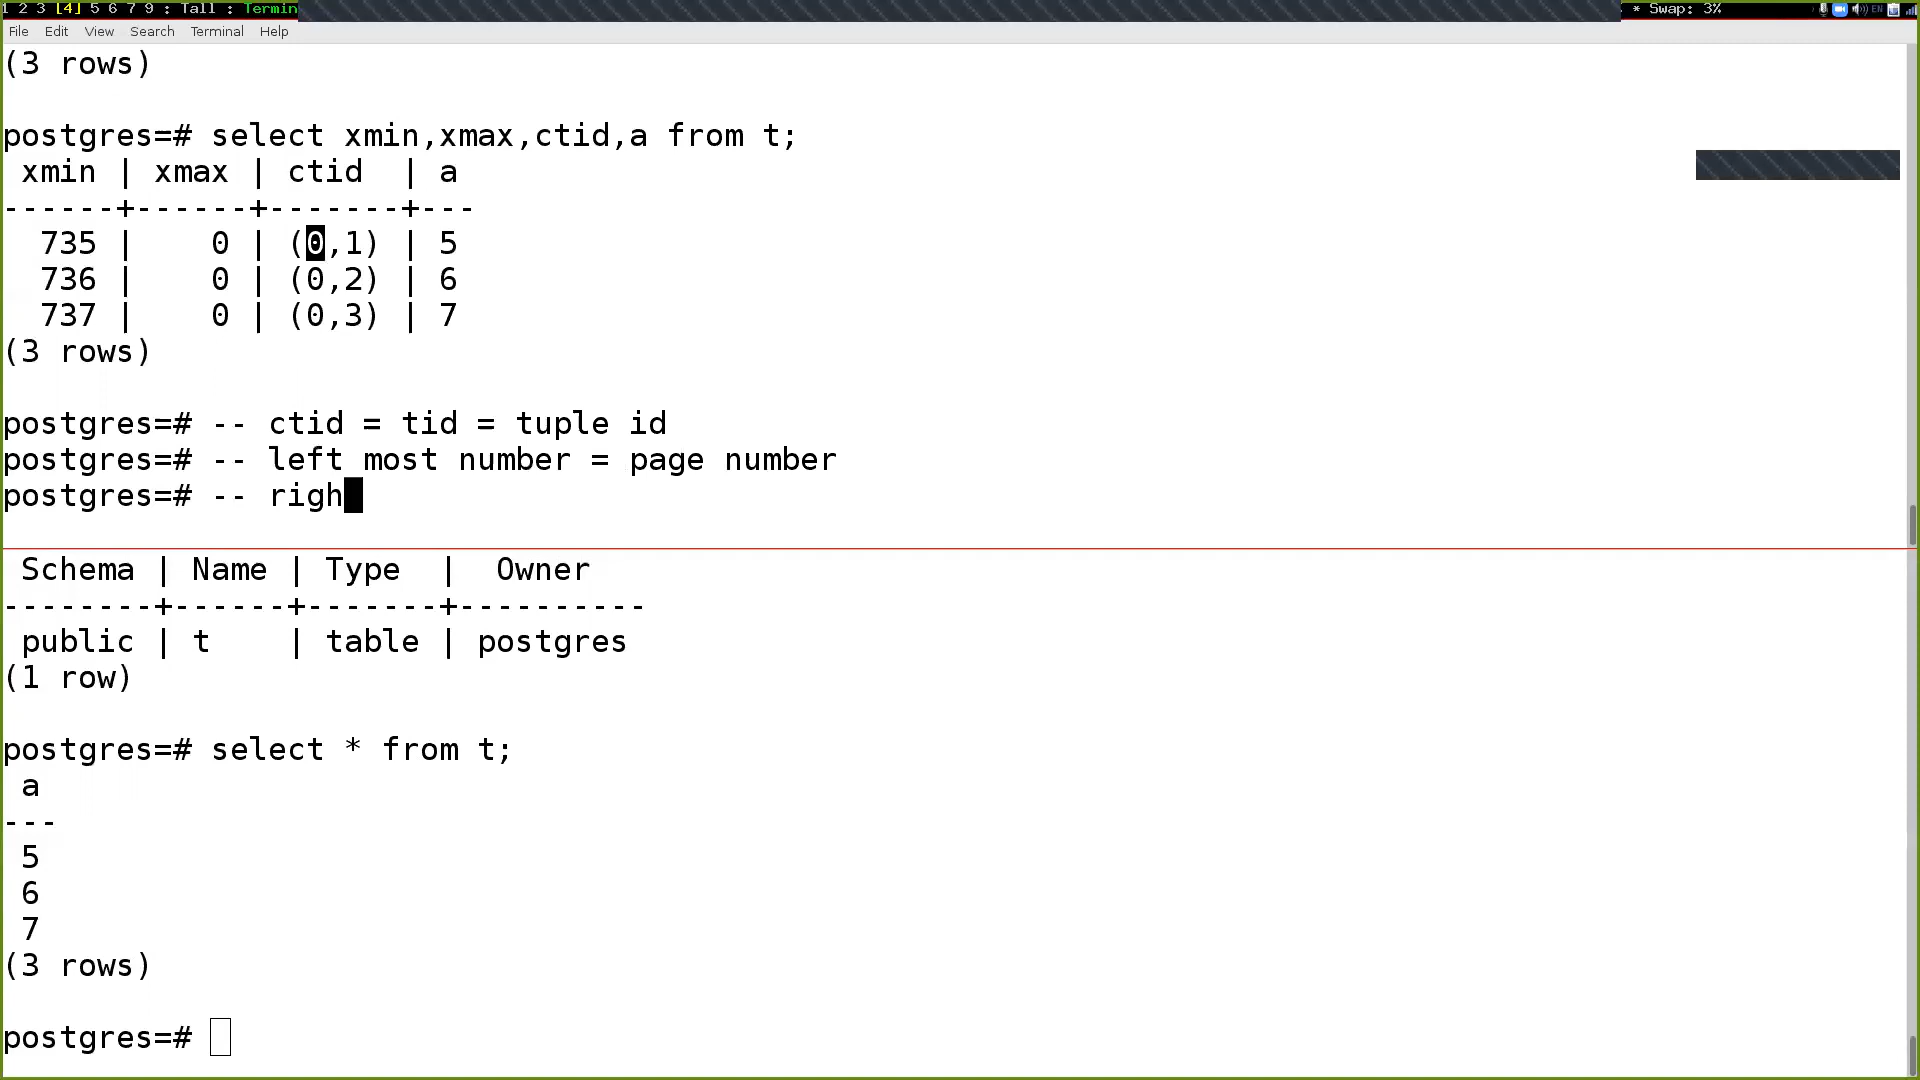 1 2 3 [4] 5 6 7 9 : Tall : Termin
* Swap: 3%
EN
File Edit View Search Terminal Help
(3 rows)
postgres=# select xmin,xmax,ctid,a from t;
xmin | xmax | ctid | a
------+------+-------+---
735 | 0 | (0,1) | 5
736 | 0 | (0,2) | 6
737 | 0 | (0,3) | 7
(3 rows)
postgres=# -- ctid = tid = tuple id
postgres=# -- left most number = page number
postgres=# -- righ
Schema | Name | Type | Owner
--------+------+-------+----------
public | t | table | postgres
(1 row)
postgres=# select * from t;
a
---
5
6
7
(3 rows)
postgres=#